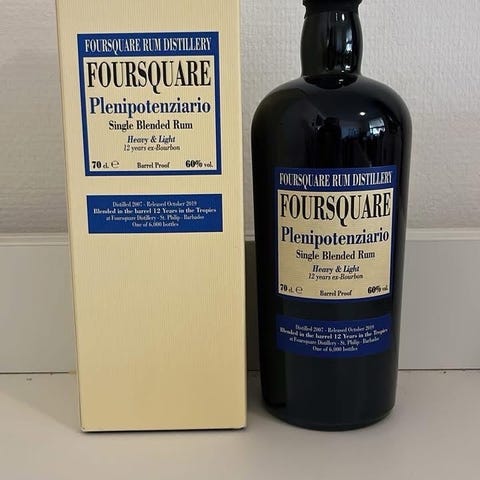 FOURSQUARE RUM DISTILLERY
FOURSQUARE
Plenipotenziario
Single Blended Rum
Heavy & Light
12 years ex-Bourbon
70 cl. e Barrel Proof 60% vol.
Distilled 2007 - Released October 2019
Blended in the barrel 12 Years in the Tropics
at Foursquare Distillery - St. Philip - Barbados
One of 6,000 bottles
FOURSQUARE RUM DISTILLERY
FOURSQUARE
Plenipotenziario
Single Blended Rum
Heavy & Light
12 years ex-Bourbon
70 cl. e Barrel Proof 60% vol.
Distilled 2007 - Released October 2019
Blended in the barrel 12 Years in the Tropics
at Foursquare Distillery - St. Philip - Barbados
One of 6,000 bottles